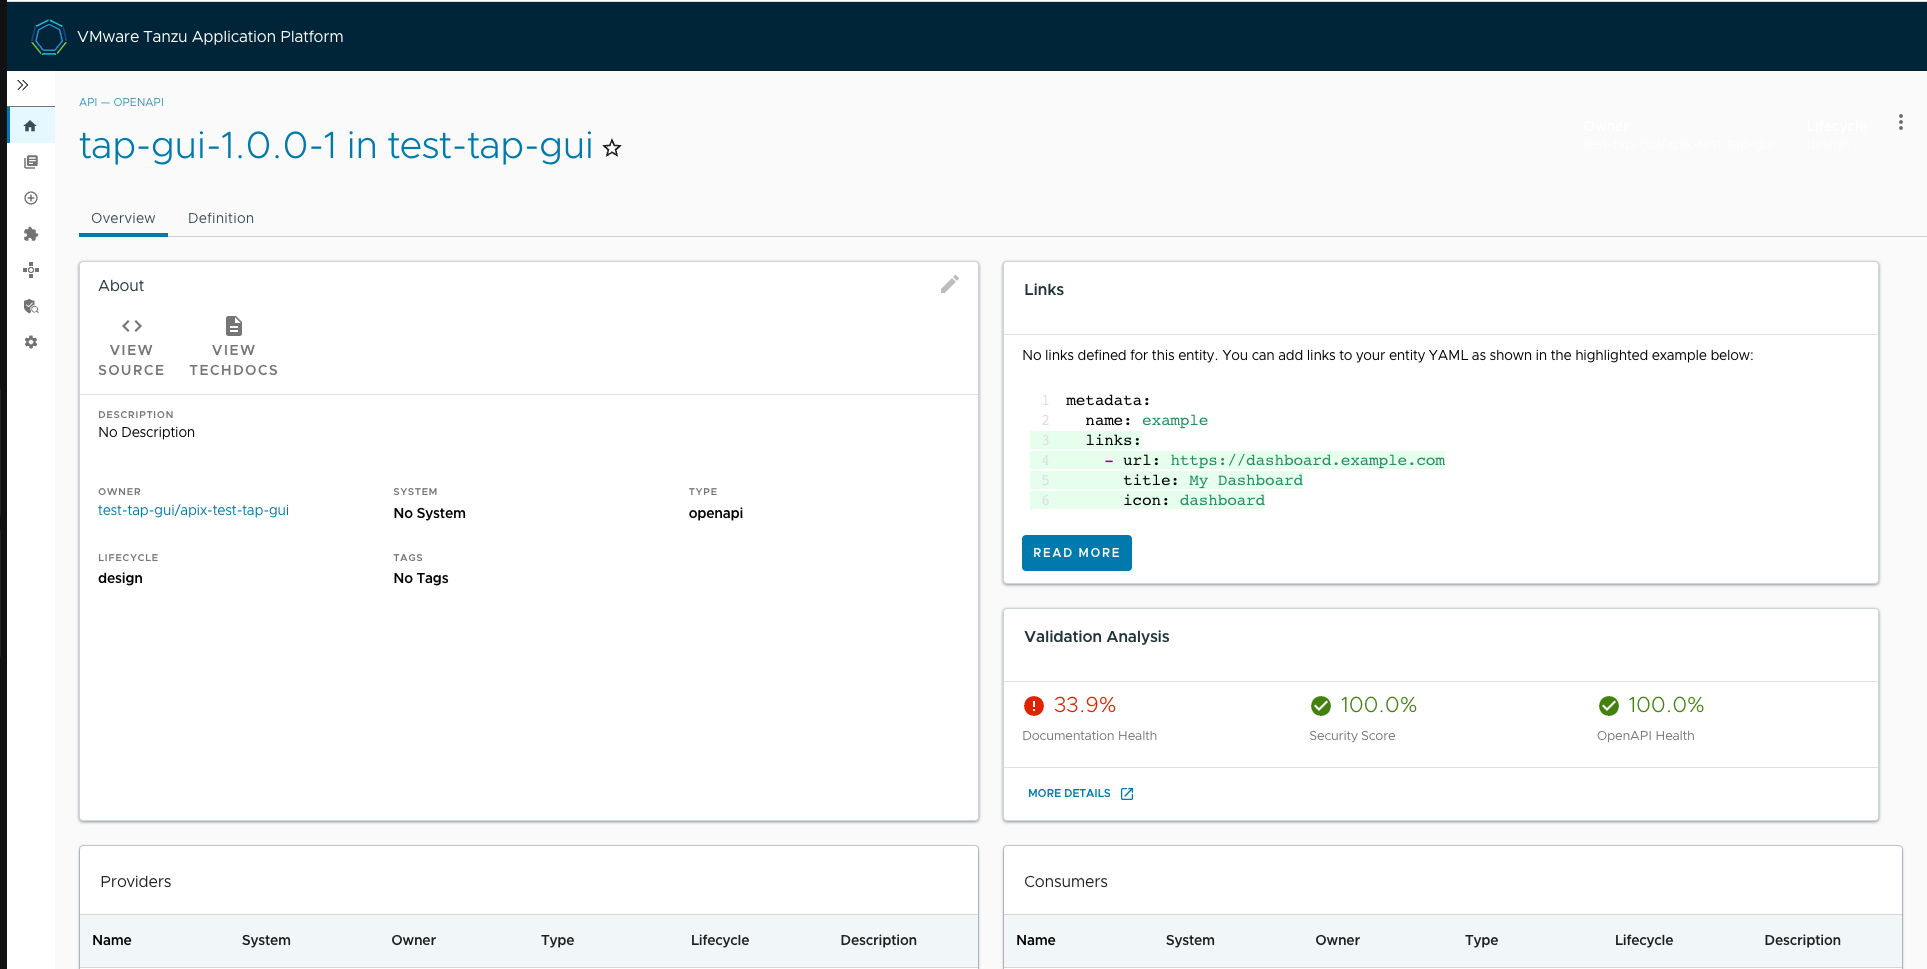 VMware Tanzu Application Platform
API — OPENAPI
tap-gui-1.0.0-1 in test-tap-gui
Owner
Lifecycle
Overview
Definition
About
VIEW SOURCE
VIEW TECHDOCS
DESCRIPTION
No Description
OWNER
test-tap-gui/apix-test-tap-gui
SYSTEM
No System
TYPE
openapi
LIFECYCLE
design
TAGS
No Tags
Links
No links defined for this entity. You can add links to your entity YAML as shown in the highlighted example below:
1 metadata:
2 name: example
3 links:
4 - url: https://dashboard.example.com
5 title: My Dashboard
6 icon: dashboard
READ MORE
Validation Analysis
33.9%
Documentation Health
100.0%
Security Score
100.0%
OpenAPI Health
MORE DETAILS
Providers
Name System Owner Type Lifecycle Description
Consumers
Name System Owner Type Lifecycle Description